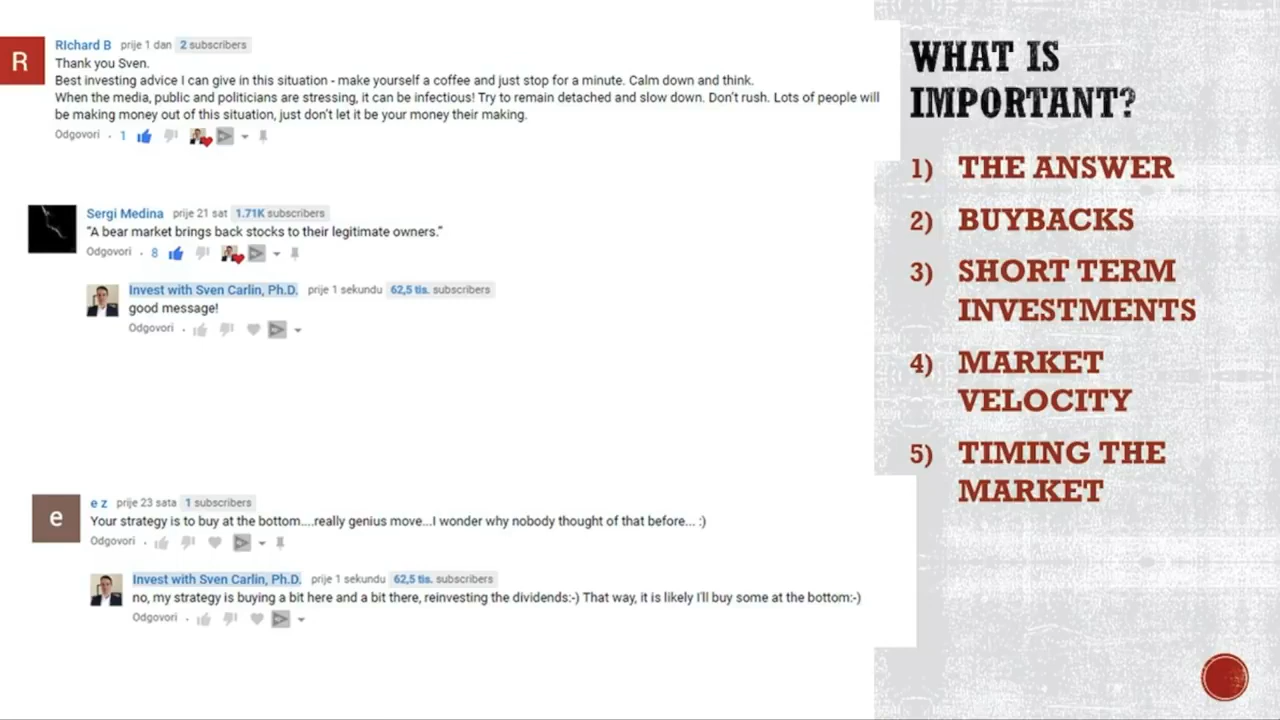 RIchard B prije 1 dan 2 subscribers
Thank you Sven.
Best investing advice I can give in this situation - make yourself a coffee and just stop for a minute. Calm down and think.
When the media, public and politicians are stressing, it can be infectious! Try to remain detached and slow down. Don't rush. Lots of people will
be making money out of this situation, just don't let it be your money their making.
Odgovori · 1
R
Sergi Medina prije 21 sat 1.71K subscribers
"A bear market brings back stocks to their legitimate owners."
Odgovori · 8
Invest with Sven Carlin, Ph.D. prije 1 sekundu 62,5 tis. subscribers
good message!
Odgovori ·
e z prije 23 sata 1 subscribers
Your strategy is to buy at the bottom....really genius move...I wonder why nobody thought of that before... :)
Odgovori ·
e
Invest with Sven Carlin, Ph.D. prije 1 sekundu 62,5 tis. subscribers
no, my strategy is buying a bit here and a bit there, reinvesting the dividends:-) That way, it is likely I'll buy some at the bottom:-)
Odgovori ·
WHAT IS
IMPORTANT?
1) THE ANSWER
2) BUYBACKS
3) SHORT TERM
INVESTMENTS
4) MARKET
VELOCITY
5) TIMING THE
MARKET